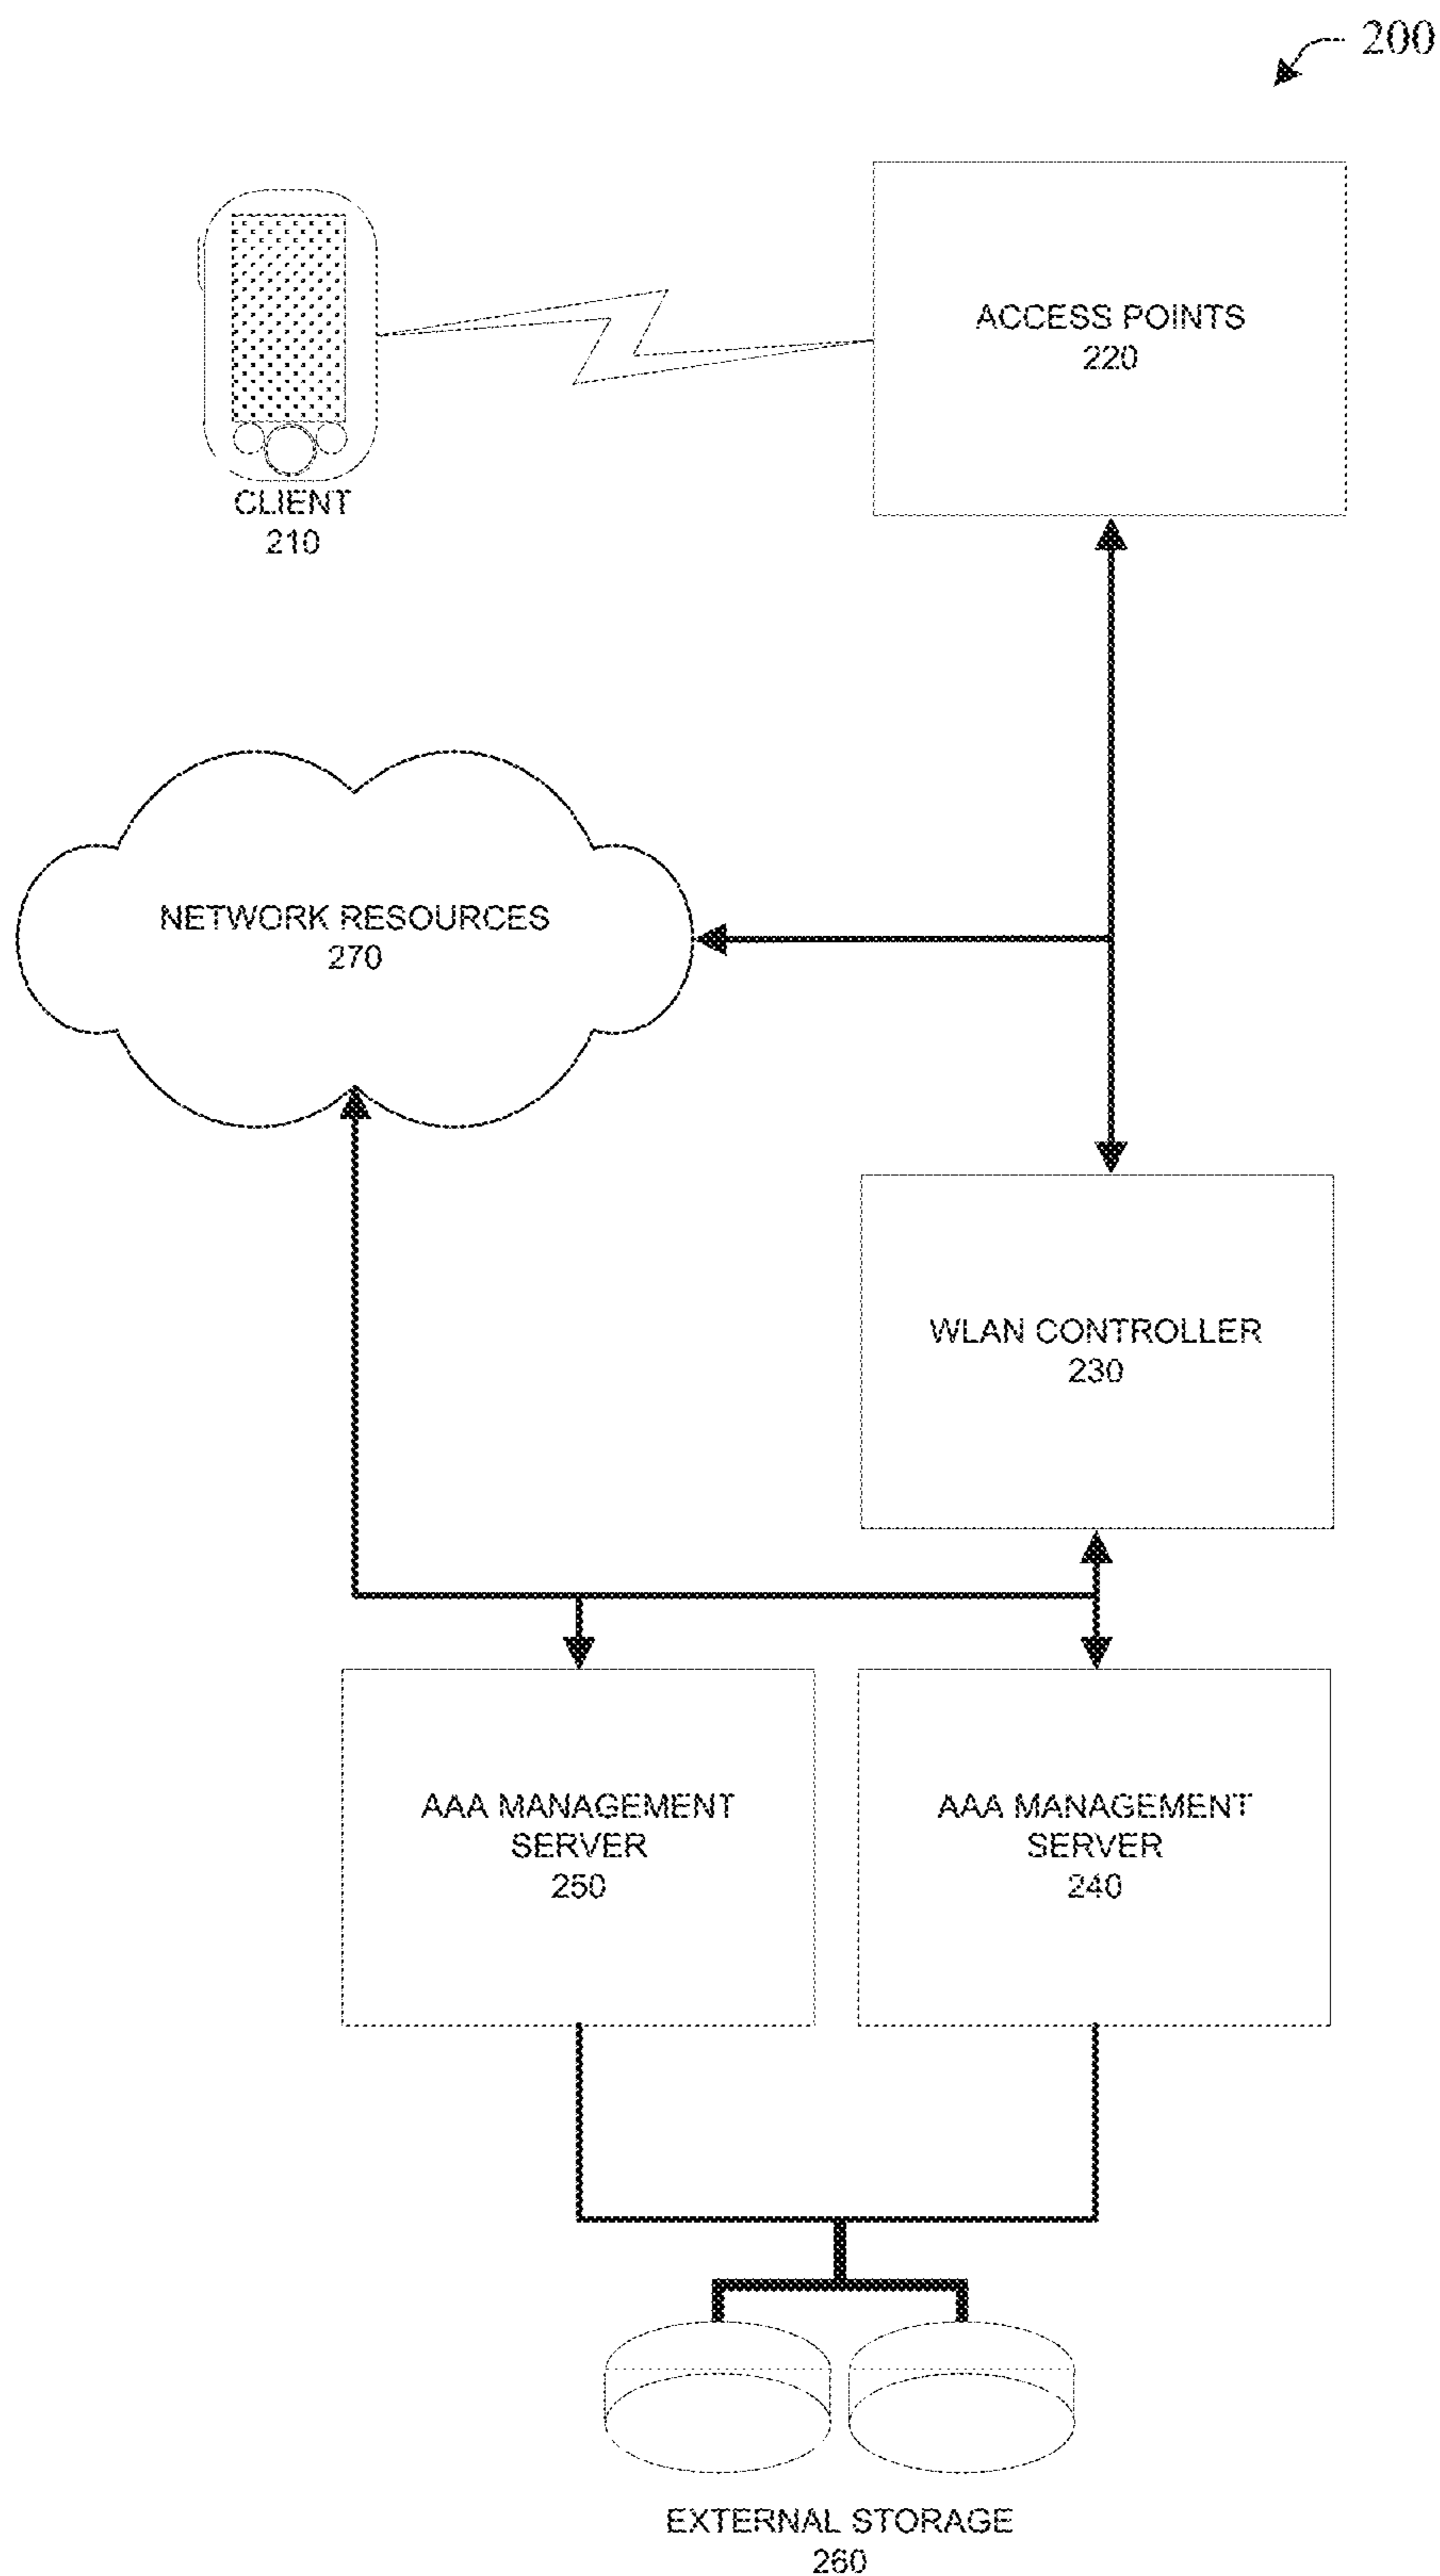 200
ACCESS POINTS
220
CLIENT
210
NETWORK RESOURCES
270
WLAN CONTROLLER
230
AAA MANAGEMENT
SERVER
250
AAA MANAGEMENT
SERVER
240
EXTERNAL STORAGE
260